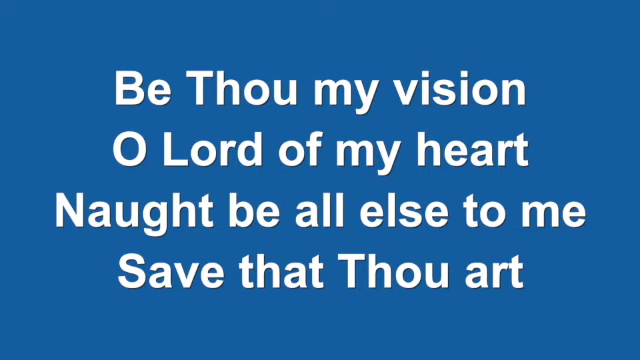 Be Thou my vision
O Lord of my heart
Naught be all else to me
Save that Thou art